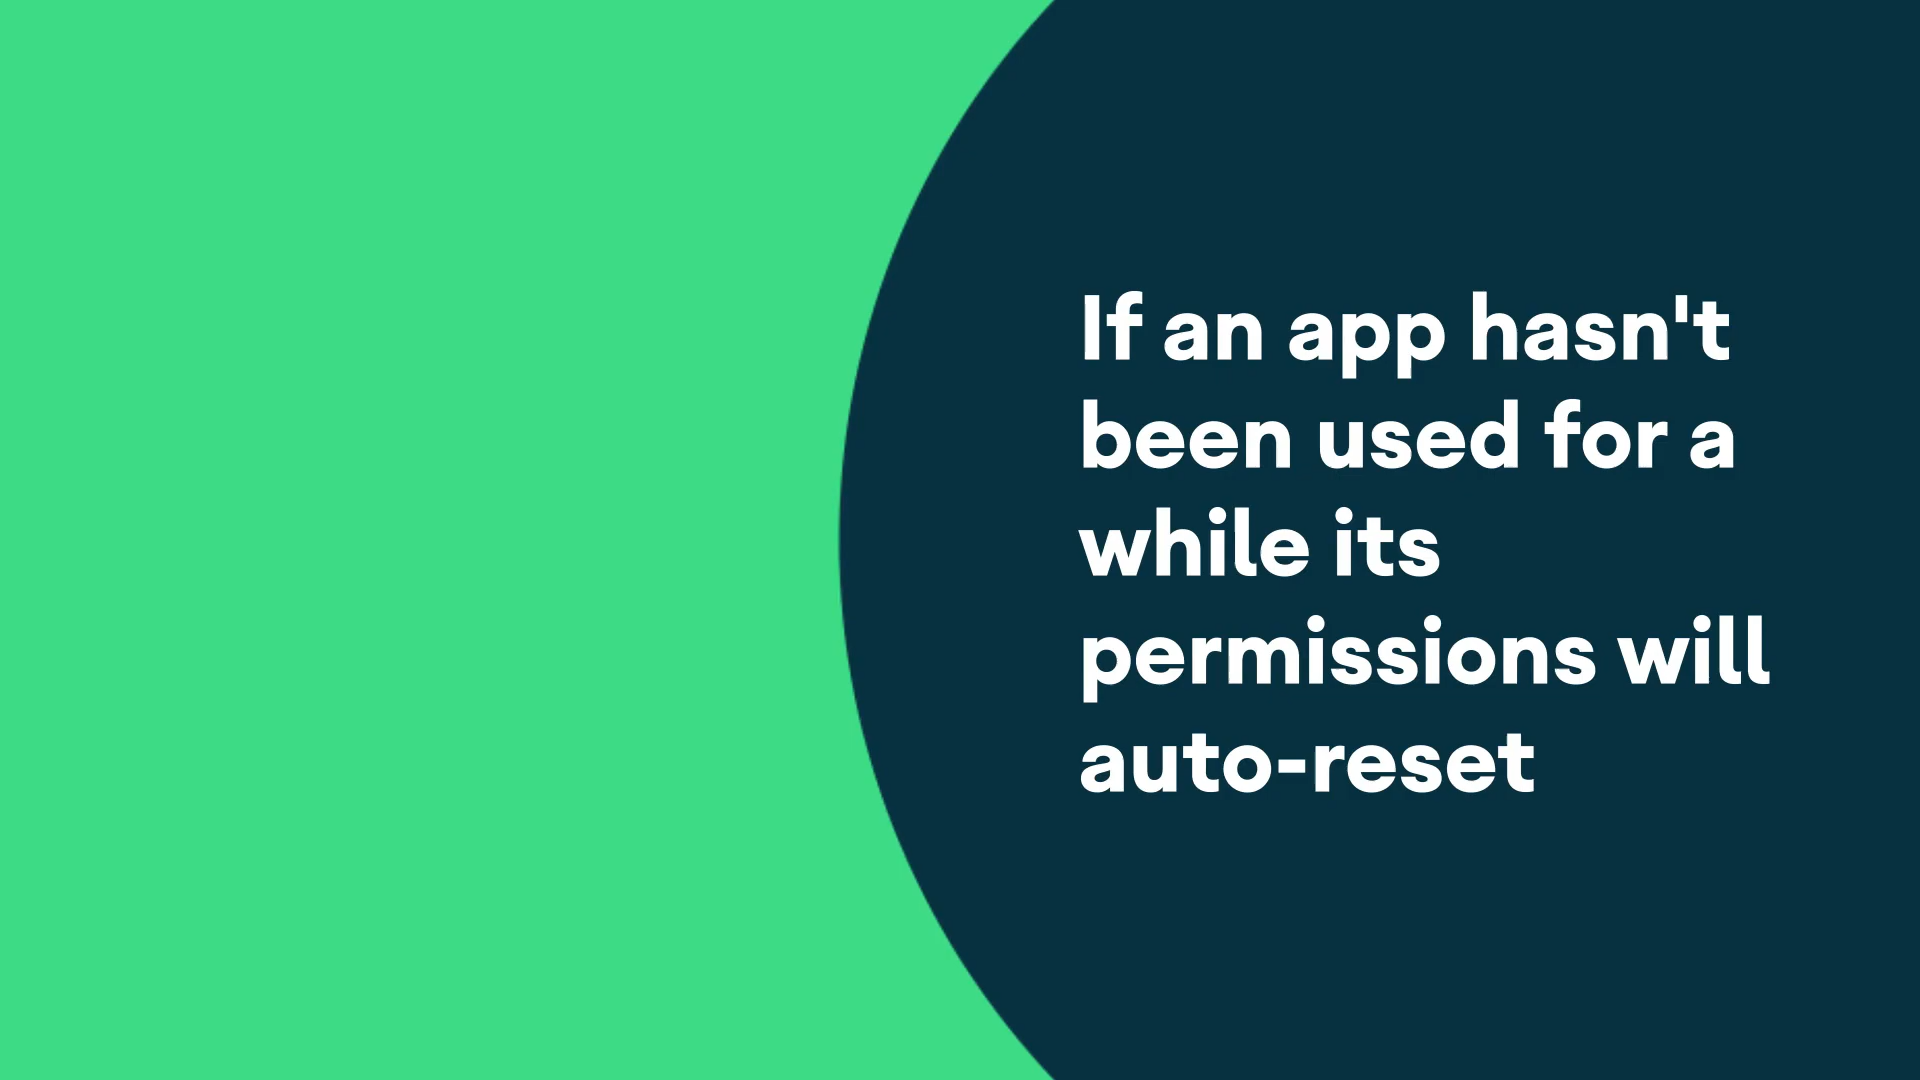 If an app hasn't
been used for a
while its
permissions will
auto-reset